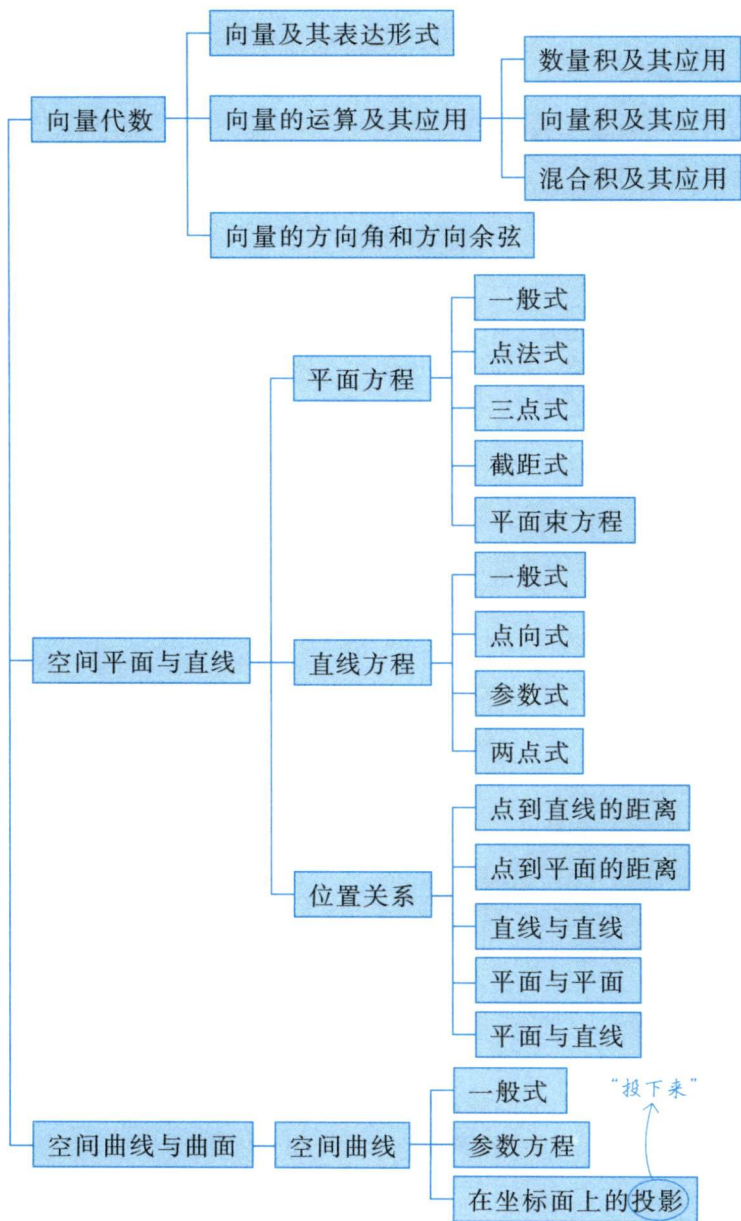 向量代数
向量及其表达形式
向量的运算及其应用
数量积及其应用
向量积及其应用
混合积及其应用
向量的方向角和方向余弦
空间平面与直线
平面方程
一般式
点法式
三点式
截距式
平面束方程
直线方程
一般式
点向式
参数式
两点式
位置关系
点到直线的距离
点到平面的距离
直线与直线
平面与平面
平面与直线
空间曲线与曲面
空间曲线
一般式
参数方程
在坐标面上的投影
“投下来”